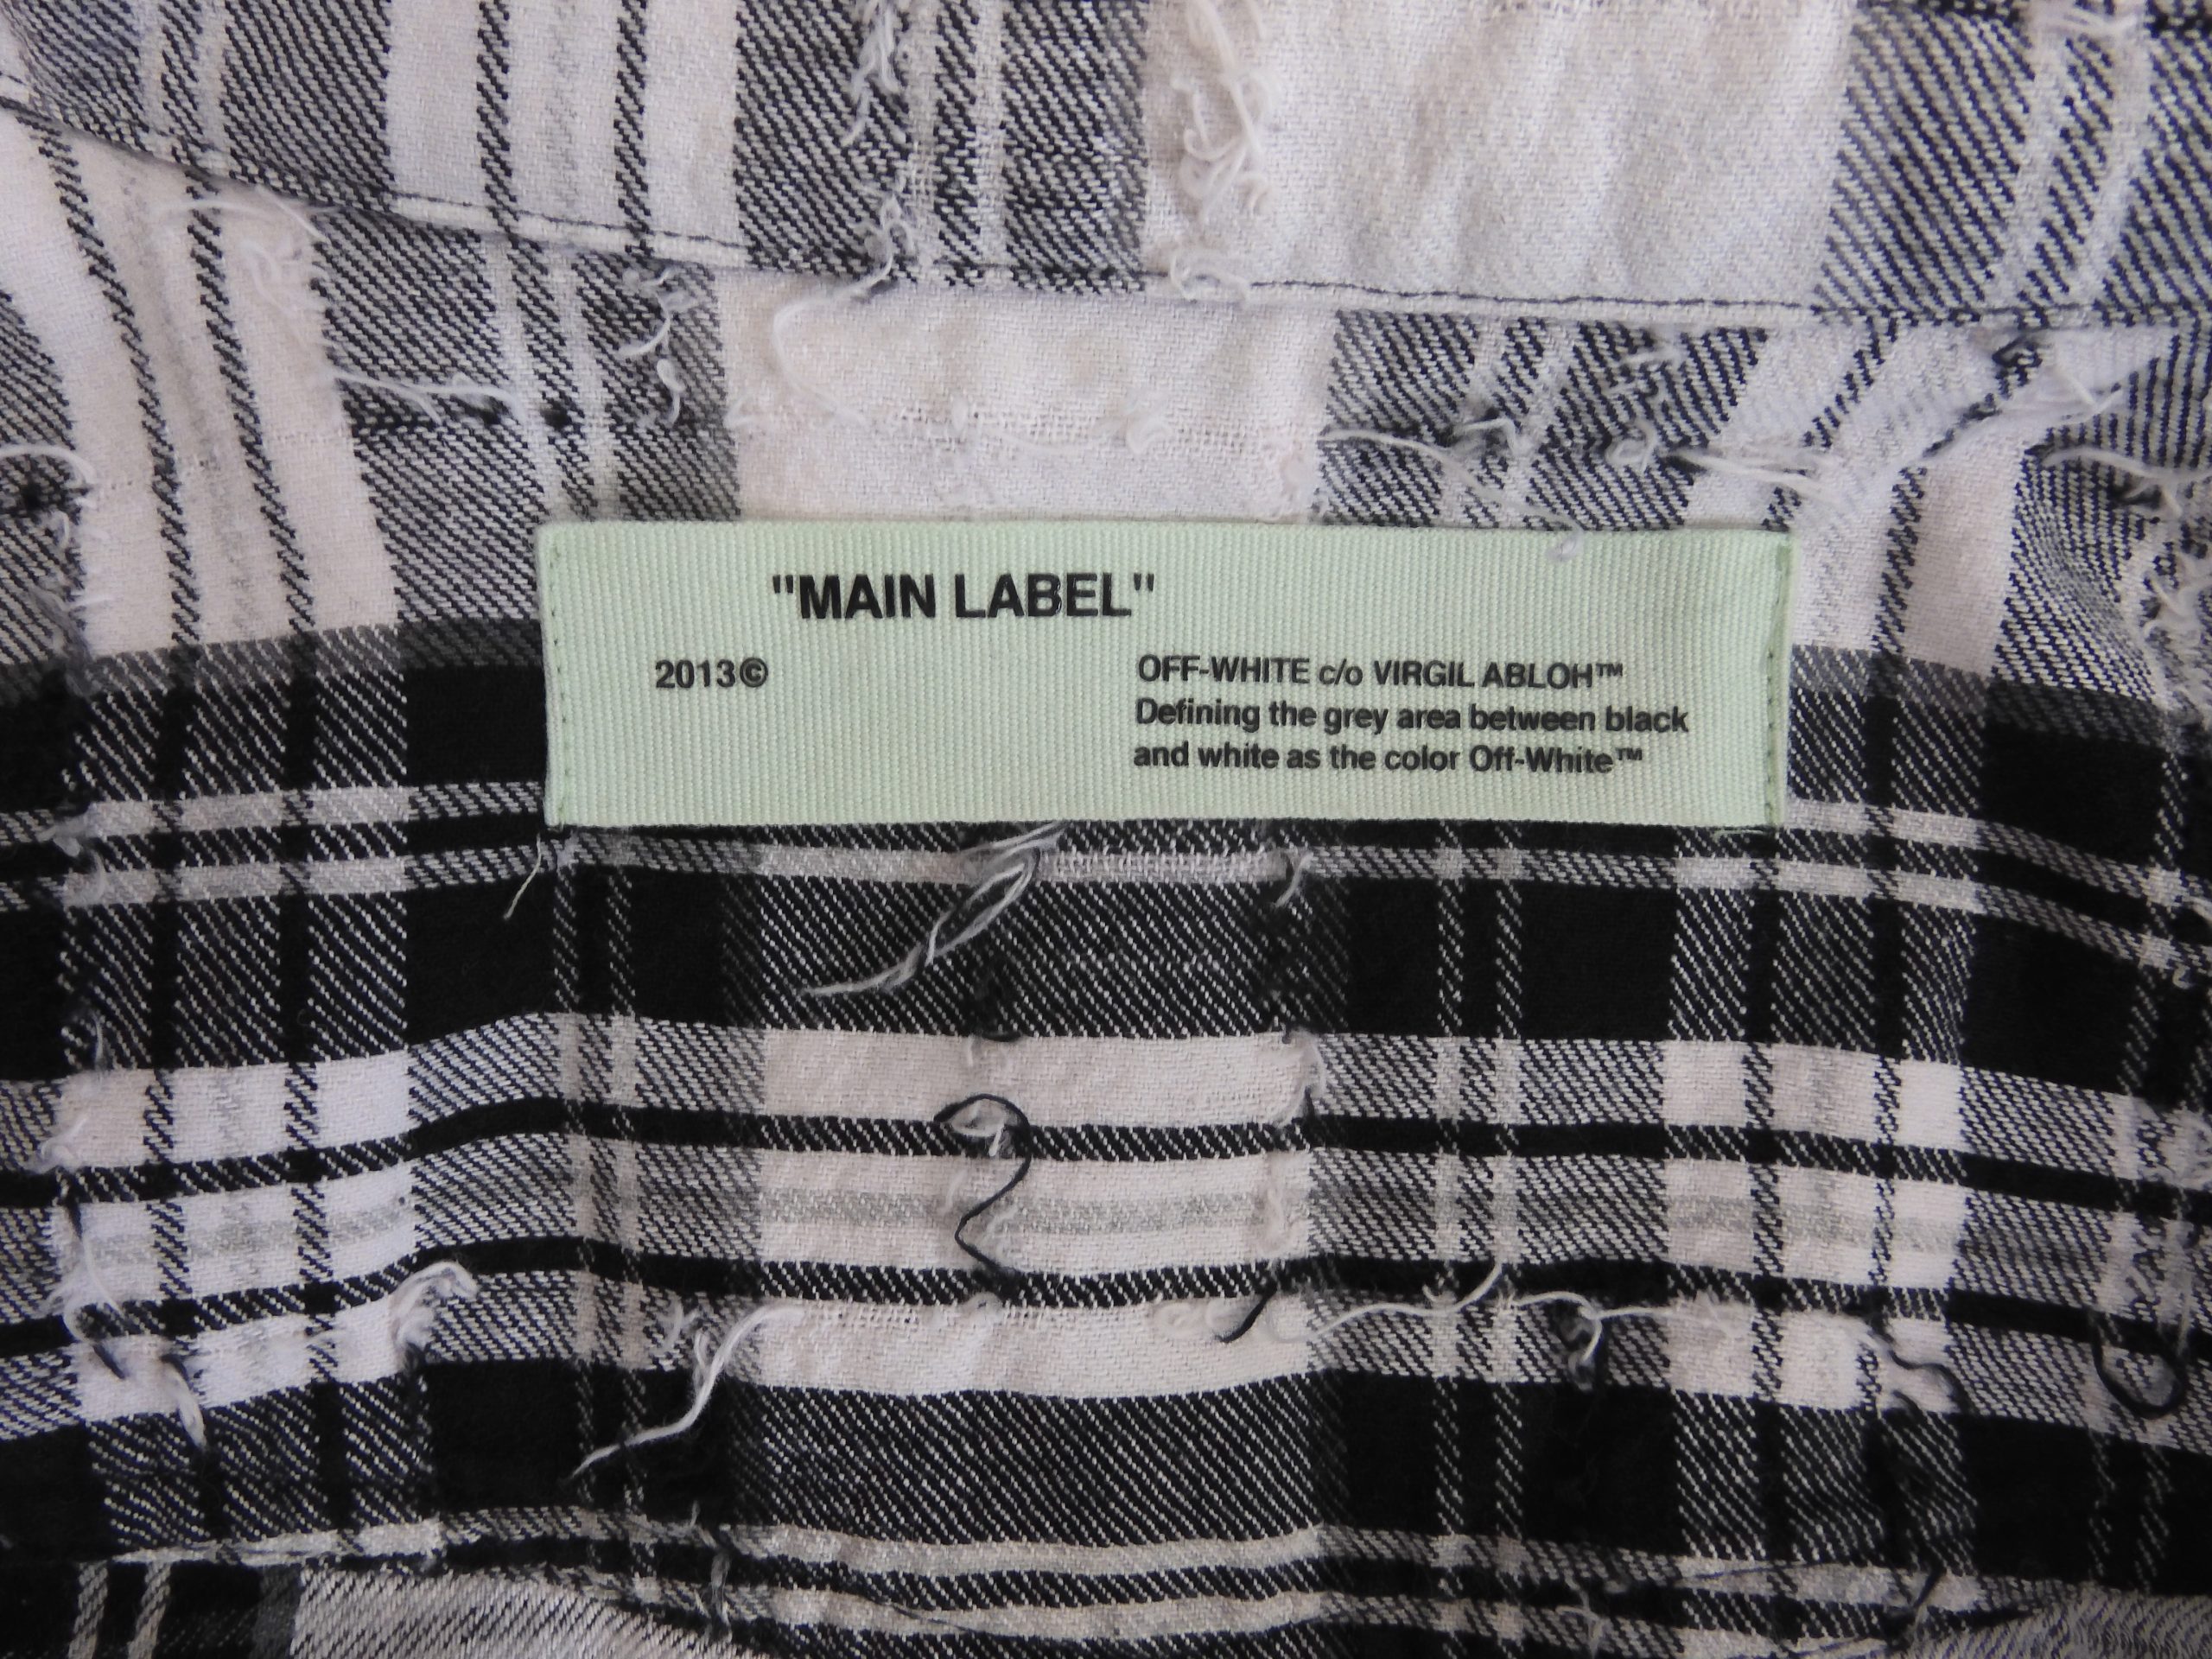 "MAIN LABEL"
2013© OFF-WHITE c/o VIRGIL ABLOH™
Defining the grey area between black
and white as the color Off-White™